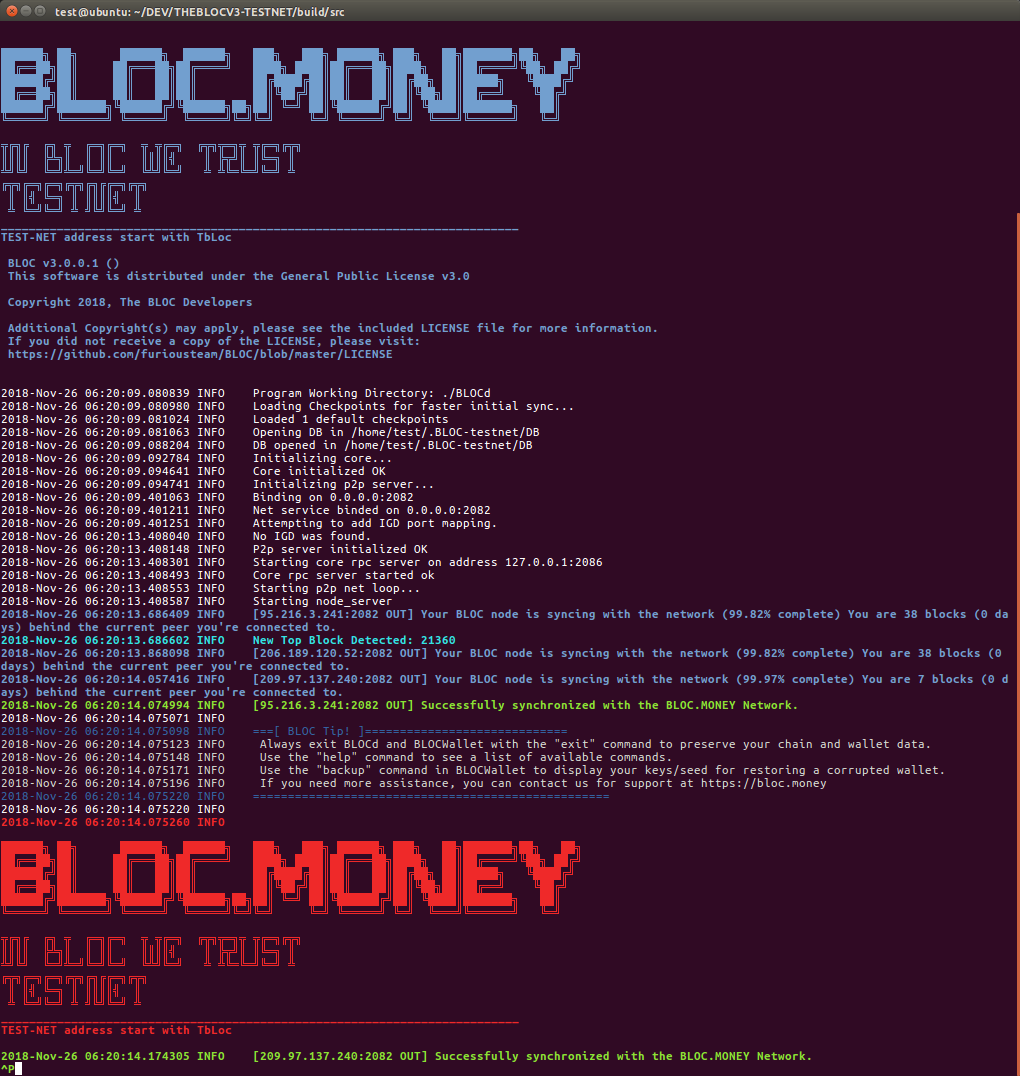 test@ubuntu: ~/DEV/THEBLOCV3-TESTNET/build/src
BLOC.MONEY
IN BLOC WE TRUST
TESTNET
__________________________________________________________________________
TEST-NET address start with TbLoc
BLOC v3.0.0.1 ()
This software is distributed under the General Public License v3.0
Copyright 2018, The BLOC Developers
Additional Copyright(s) may apply, please see the included LICENSE file for more information.
If you did not receive a copy of the LICENSE, please visit:
https://github.com/furiousteam/BLOC/blob/master/LICENSE
2018-Nov-26 06:20:09.080839 INFO    Program Working Directory: ./BLOCd
2018-Nov-26 06:20:09.080980 INFO    Loading Checkpoints for faster initial sync...
2018-Nov-26 06:20:09.081024 INFO    Loaded 1 default checkpoints
2018-Nov-26 06:20:09.081063 INFO    Opening DB in /home/test/.BLOC-testnet/DB
2018-Nov-26 06:20:09.088204 INFO    DB opened in /home/test/.BLOC-testnet/DB
2018-Nov-26 06:20:09.092784 INFO    Initializing core...
2018-Nov-26 06:20:09.094641 INFO    Core initialized OK
2018-Nov-26 06:20:09.094741 INFO    Initializing p2p server...
2018-Nov-26 06:20:09.401063 INFO    Binding on 0.0.0.0:2082
2018-Nov-26 06:20:09.401211 INFO    Net service binded on 0.0.0.0:2082
2018-Nov-26 06:20:09.401251 INFO    Attempting to add IGD port mapping.
2018-Nov-26 06:20:13.408040 INFO    No IGD was found.
2018-Nov-26 06:20:13.408148 INFO    P2p server initialized OK
2018-Nov-26 06:20:13.408301 INFO    Starting core rpc server on address 127.0.0.1:2086
2018-Nov-26 06:20:13.408493 INFO    Core rpc server started ok
2018-Nov-26 06:20:13.408553 INFO    Starting p2p net loop...
2018-Nov-26 06:20:13.408587 INFO    Starting node_server
2018-Nov-26 06:20:13.686409 INFO    [95.216.3.241:2082 OUT] Your BLOC node is syncing with the network (99.82% complete) You are 38 blocks (0 da
ys) behind the current peer you're connected to.
2018-Nov-26 06:20:13.686602 INFO    New Top Block Detected: 21360
2018-Nov-26 06:20:13.868098 INFO    [206.189.120.52:2082 OUT] Your BLOC node is syncing with the network (99.82% complete) You are 38 blocks (0
days) behind the current peer you're connected to.
2018-Nov-26 06:20:14.057416 INFO    [209.97.137.240:2082 OUT] Your BLOC node is syncing with the network (99.97% complete) You are 7 blocks (0 d
ays) behind the current peer you're connected to.
2018-Nov-26 06:20:14.074994 INFO    [95.216.3.241:2082 OUT] Successfully synchronized with the BLOC.MONEY Network.
2018-Nov-26 06:20:14.075071 INFO
2018-Nov-26 06:20:14.075098 INFO    ===[ BLOC Tip! ]=============================
2018-Nov-26 06:20:14.075123 INFO     Always exit BLOCd and BLOCWallet with the "exit" command to preserve your chain and wallet data.
2018-Nov-26 06:20:14.075148 INFO     Use the "help" command to see a list of available commands.
2018-Nov-26 06:20:14.075171 INFO     Use the "backup" command in BLOCWallet to display your keys/seed for restoring a corrupted wallet.
2018-Nov-26 06:20:14.075196 INFO     If you need more assistance, you can contact us for support at https://bloc.money
2018-Nov-26 06:20:14.075220 INFO    ===================================================
2018-Nov-26 06:20:14.075220 INFO
2018-Nov-26 06:20:14.075260 INFO
BLOC.MONEY
IN BLOC WE TRUST
TESTNET
__________________________________________________________________________
TEST-NET address start with TbLoc
2018-Nov-26 06:20:14.174305 INFO    [209.97.137.240:2082 OUT] Successfully synchronized with the BLOC.MONEY Network.
^P